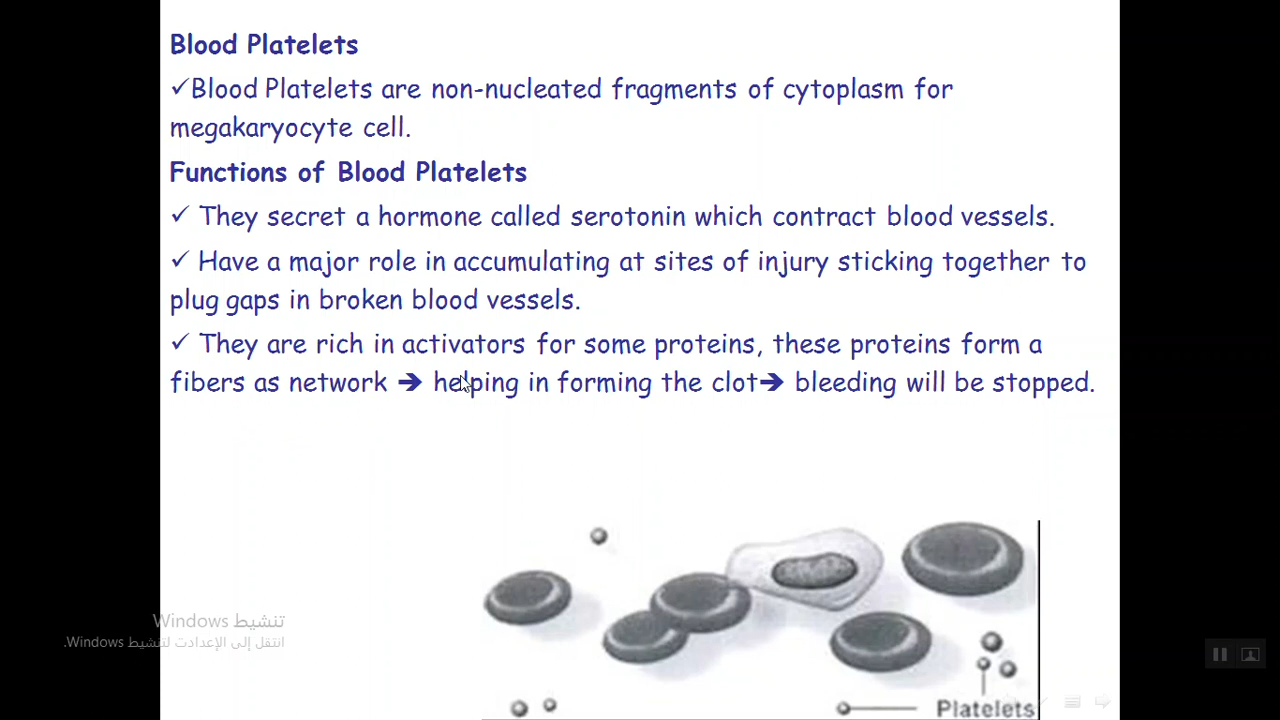 Blood Platelets
✓Blood Platelets are non-nucleated fragments of cytoplasm for
megakaryocyte cell.
Functions of Blood Platelets
✓ They secret a hormone called serotonin which contract blood vessels.
✓ Have a major role in accumulating at sites of injury sticking together to
plug gaps in broken blood vessels.
✓ They are rich in activators for some proteins, these proteins form a
fibers as network ➔ helping in forming the clot➔ bleeding will be stopped.
تنشيط Windows
انتقل إلى الإعدادت لتنشيط Windows.
Platelets